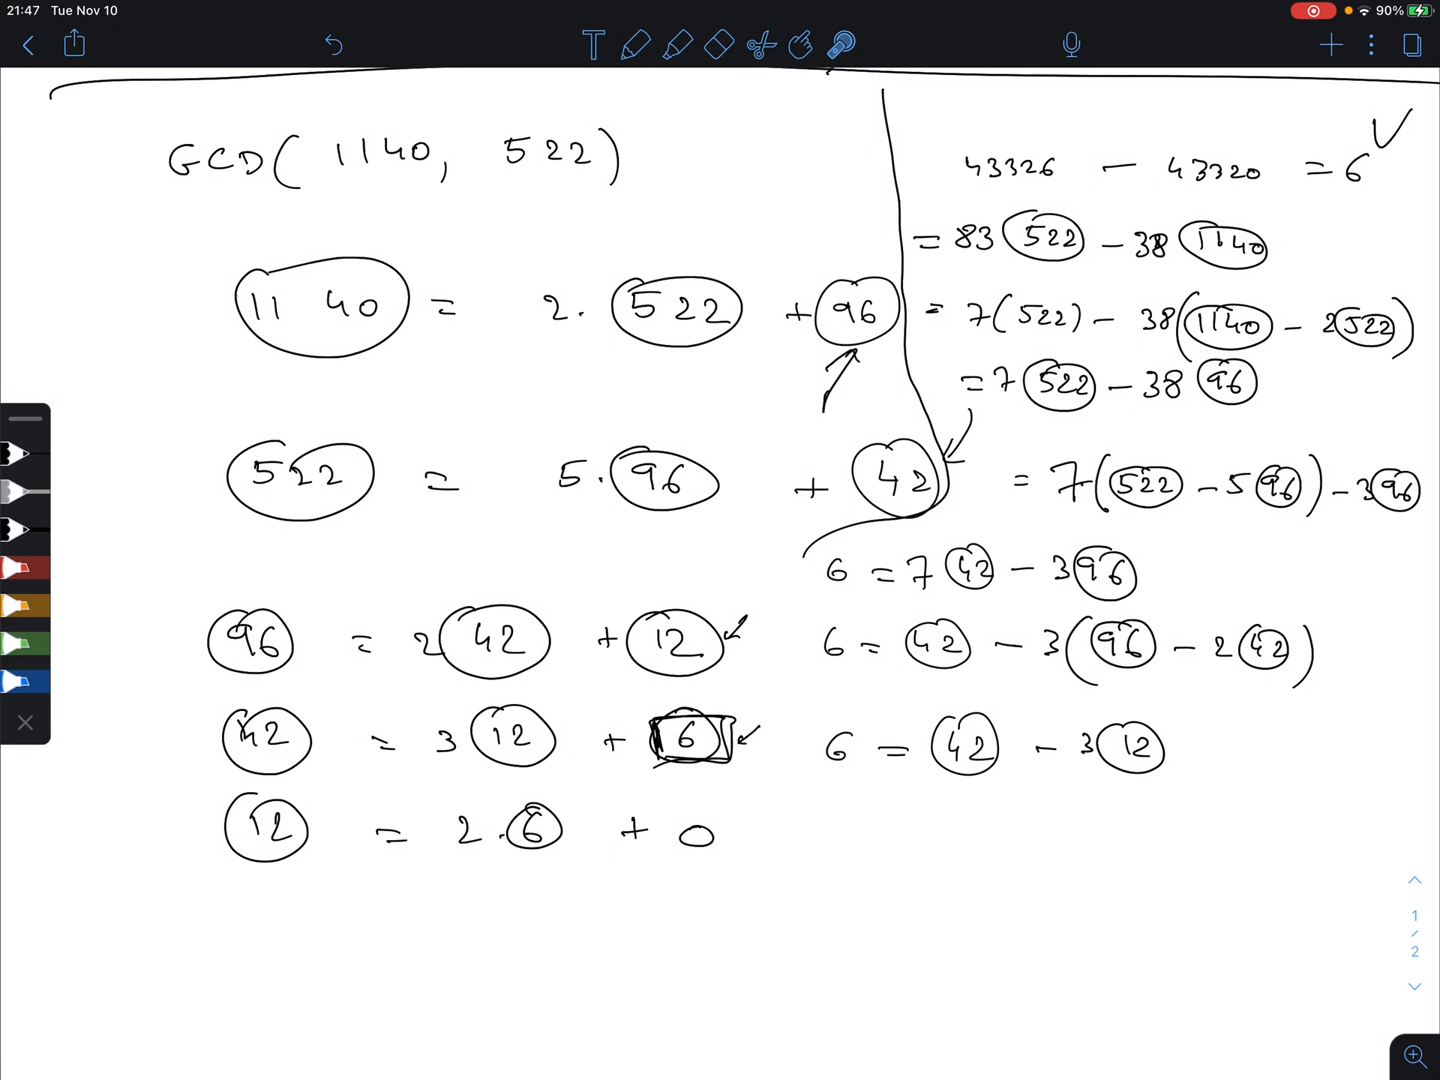 21:47 Tue Nov 10
90%
T
GCD( 1140, 522)
1140 = 2. 522 + 96
522 = 5. 96 + 42
96 = 2 42 + 12
42 = 3 12 + 6
12 = 2 . 6 + 0
43326 - 43320 = 6 ✓
= 83 522 - 38 1140
= 7(522) - 38(1140 - 2 522)
= 7 522 - 38 96
= 7(522 - 5 96) - 3 96
6 = 7 42 - 3 96
6 = 42 - 3(96 - 2 42)
6 = 42 - 3 12
1
/
2